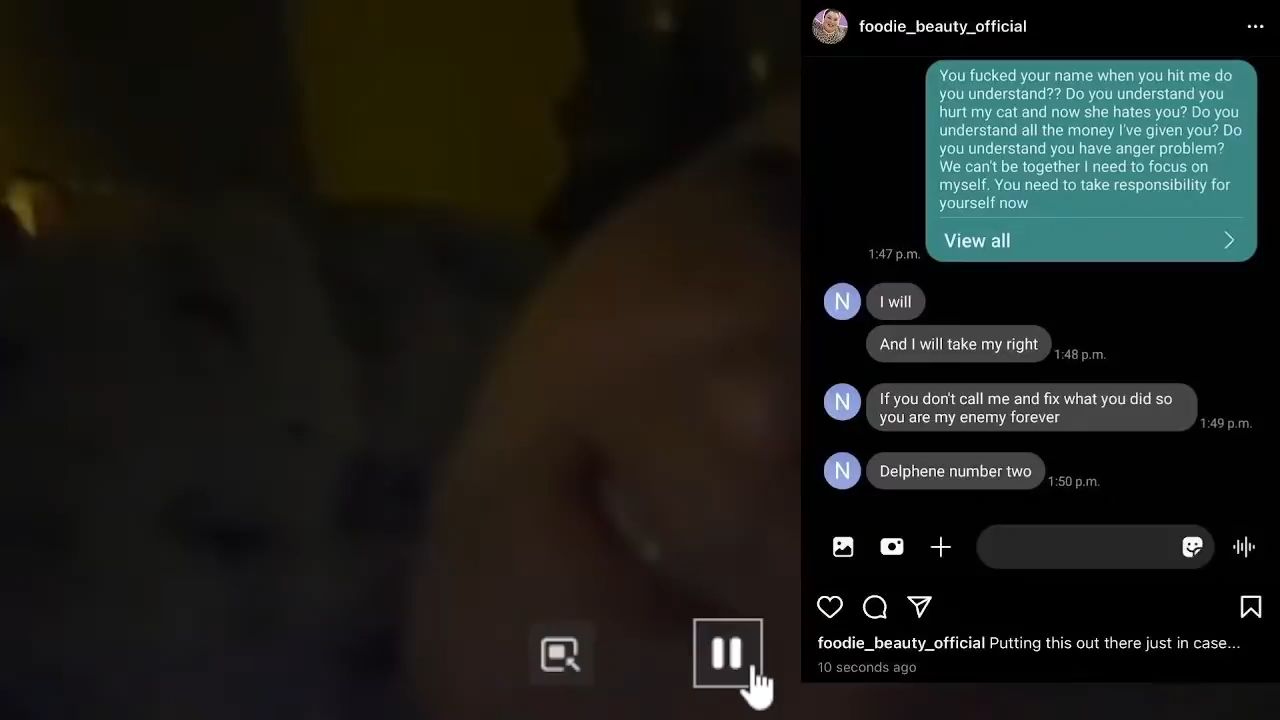 foodie_beauty_official
You fucked your name when you hit me do
you understand?? Do you understand you
hurt my cat and now she hates you? Do you
understand all the money I've given you? Do
you understand you have anger problem?
We can't be together I need to focus on
myself. You need to take responsibility for
yourself now
View all
1:47 p.m.
N
I will
And I will take my right
1:48 p.m.
N
If you don't call me and fix what you did so
you are my enemy forever
1:49 p.m.
N
Delphene number two
1:50 p.m.
foodie_beauty_official Putting this out there just in case...
10 seconds ago